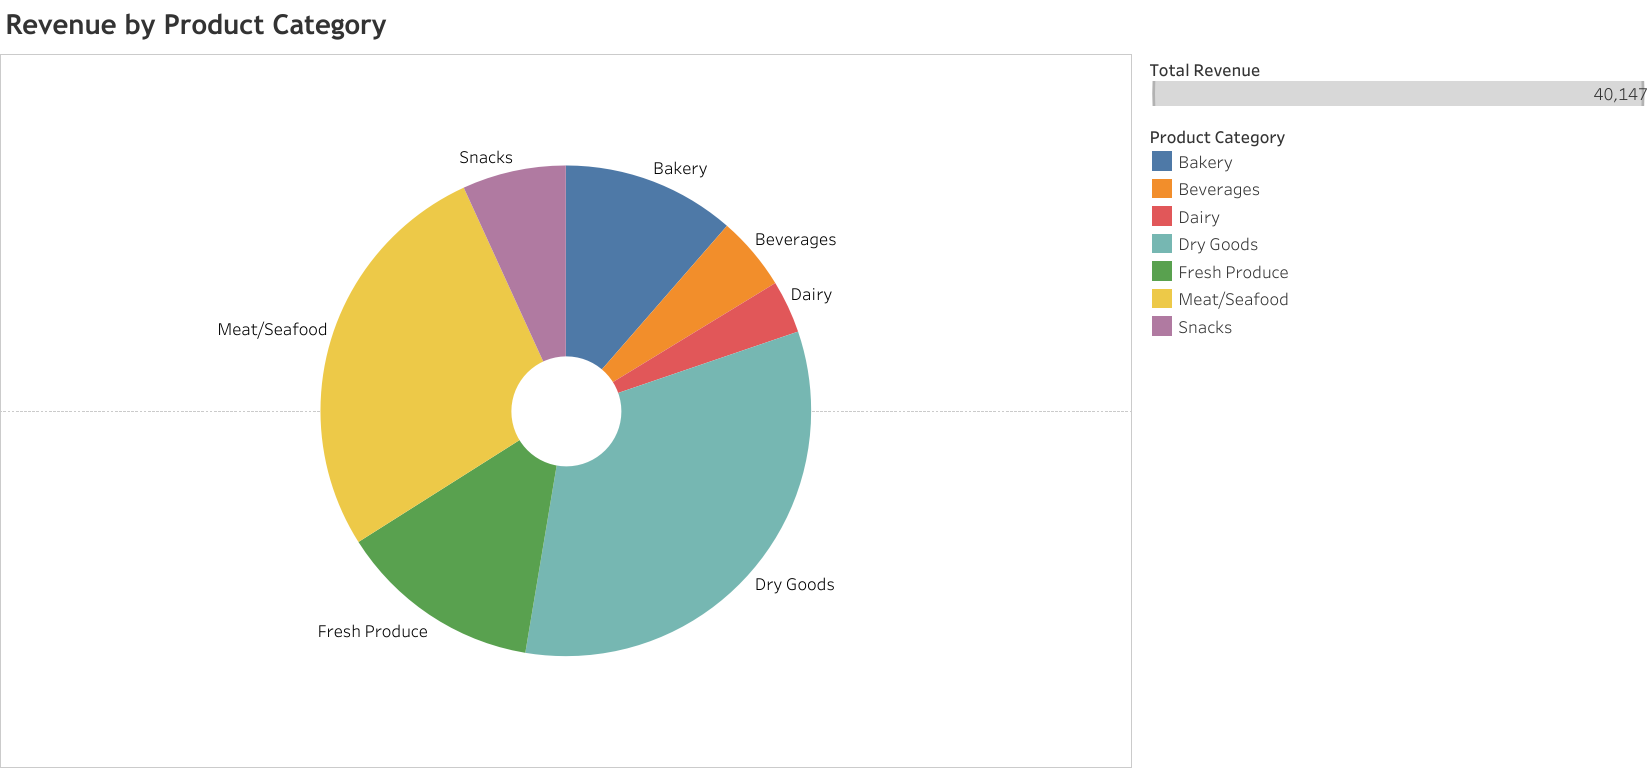 Revenue by Product Category
Snacks
Bakery
Beverages
Dairy
Meat/Seafood
Dry Goods
Fresh Produce
Total Revenue
40,147
Product Category
Bakery
Beverages
Dairy
Dry Goods
Fresh Produce
Meat/Seafood
Snacks